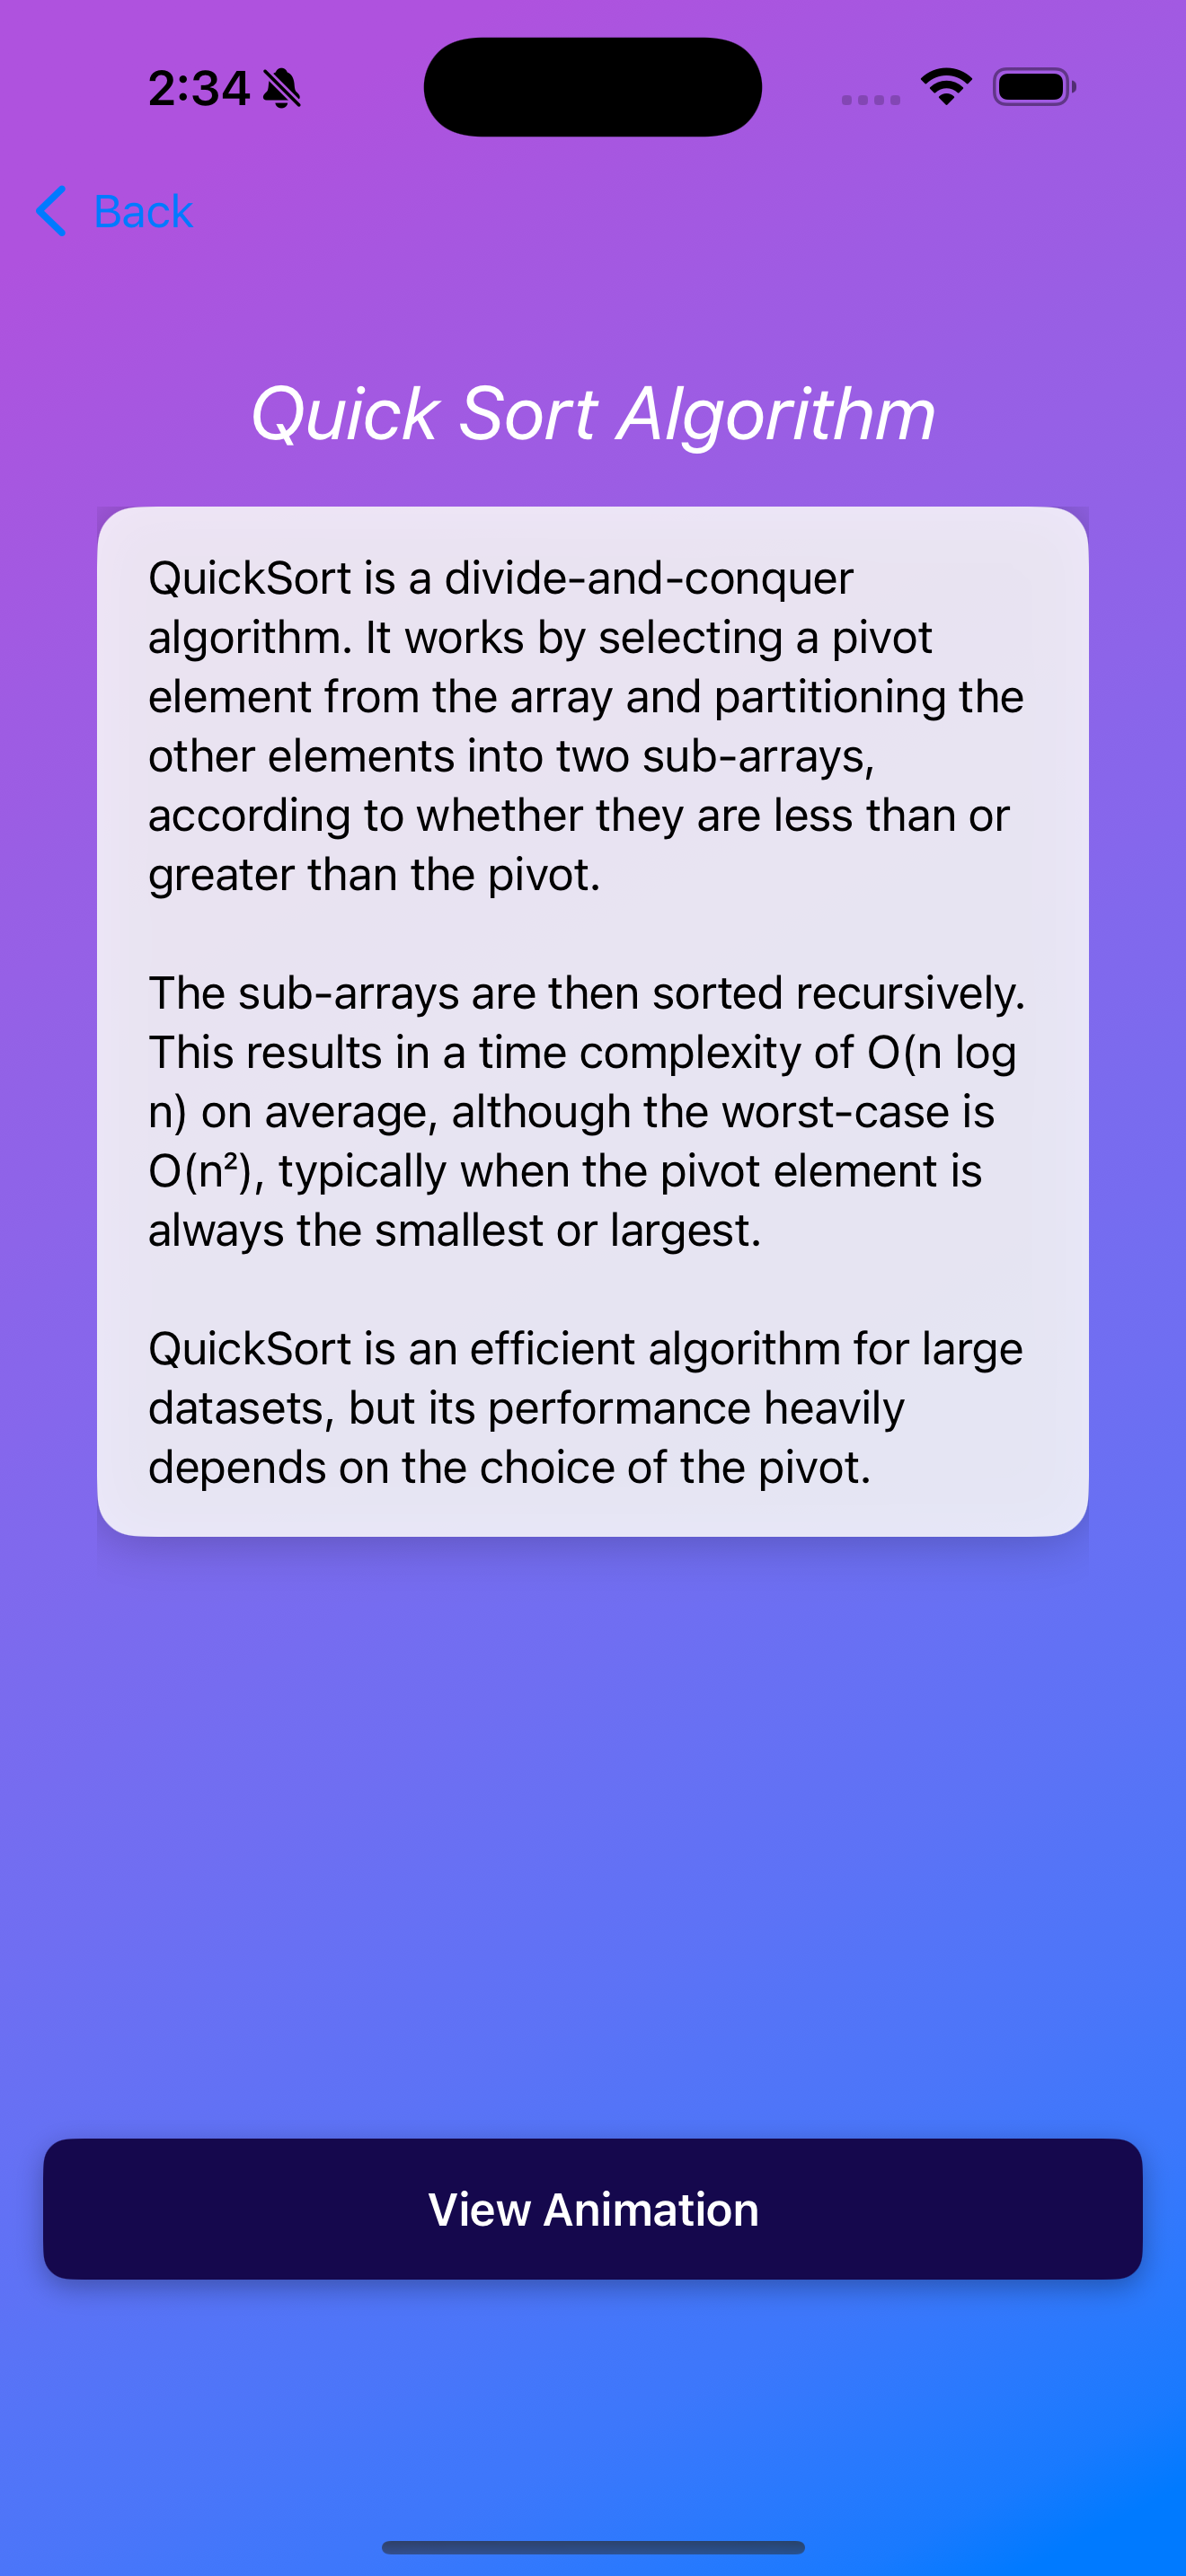 2:34
Back
Quick Sort Algorithm
QuickSort is a divide-and-conquer
algorithm. It works by selecting a pivot
element from the array and partitioning the
other elements into two sub-arrays,
according to whether they are less than or
greater than the pivot.
The sub-arrays are then sorted recursively.
This results in a time complexity of O(n log
n) on average, although the worst-case is
O(n²), typically when the pivot element is
always the smallest or largest.
QuickSort is an efficient algorithm for large
datasets, but its performance heavily
depends on the choice of the pivot.
View Animation